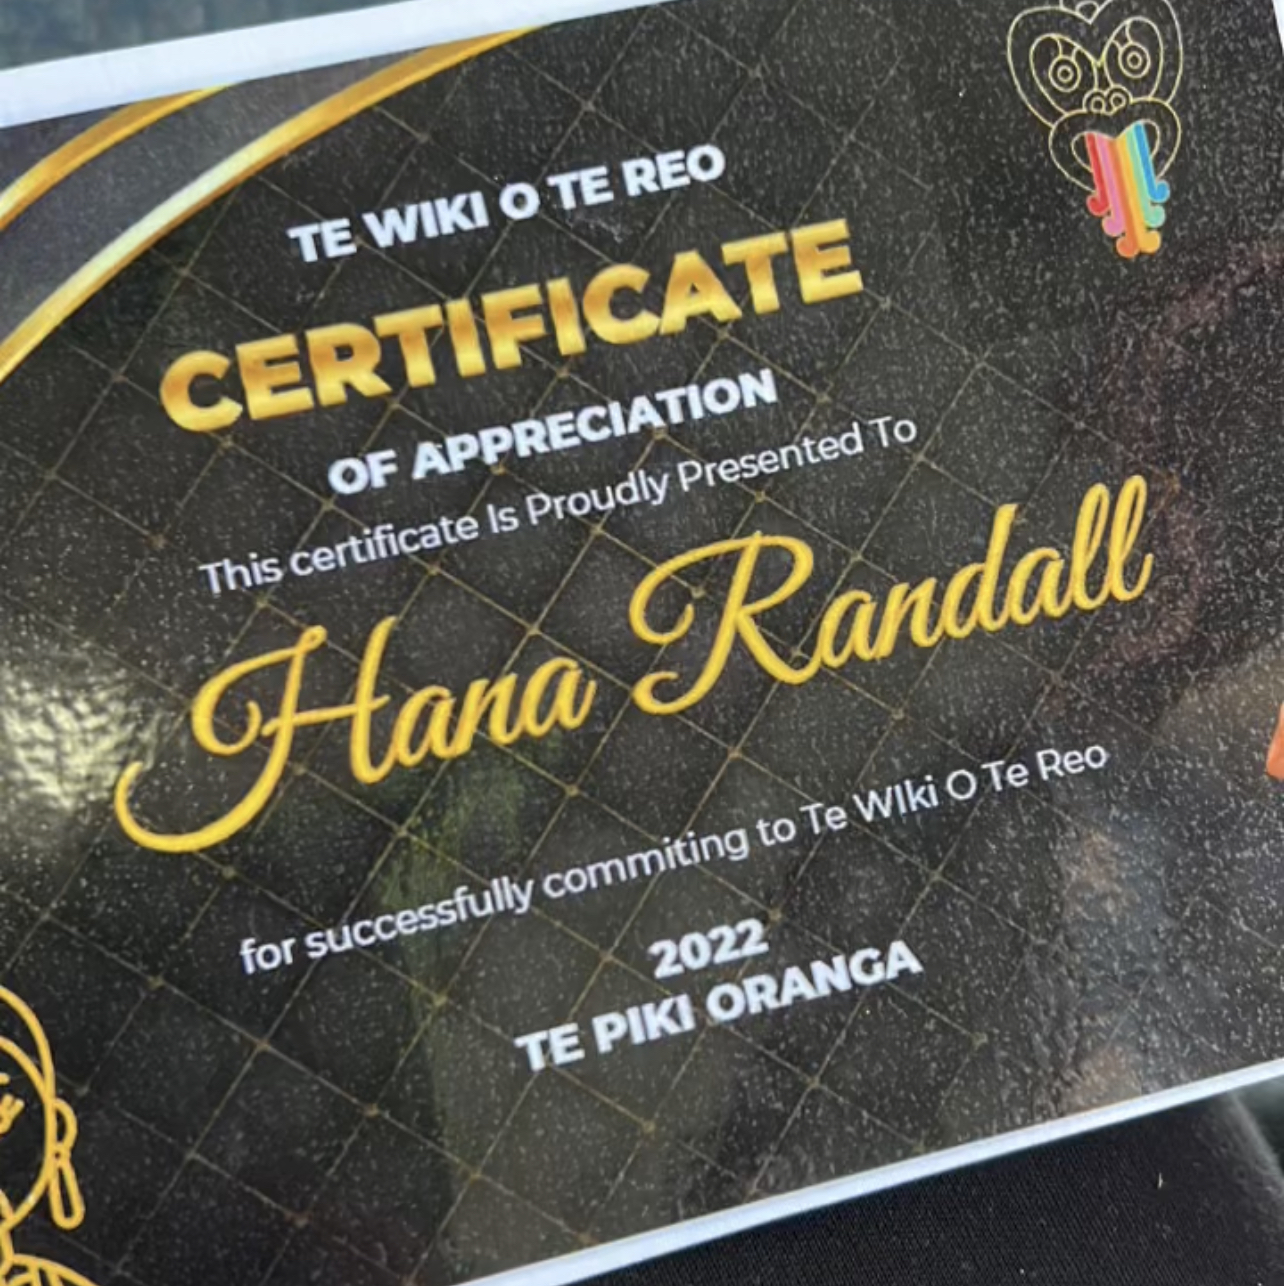 TE WIKI O TE REO
CERTIFICATE
OF APPRECIATION
This certificate Is Proudly Presented To
Hana Randall
for successfully commiting to Te WIki O Te Reo
2022
TE PIKI ORANGA